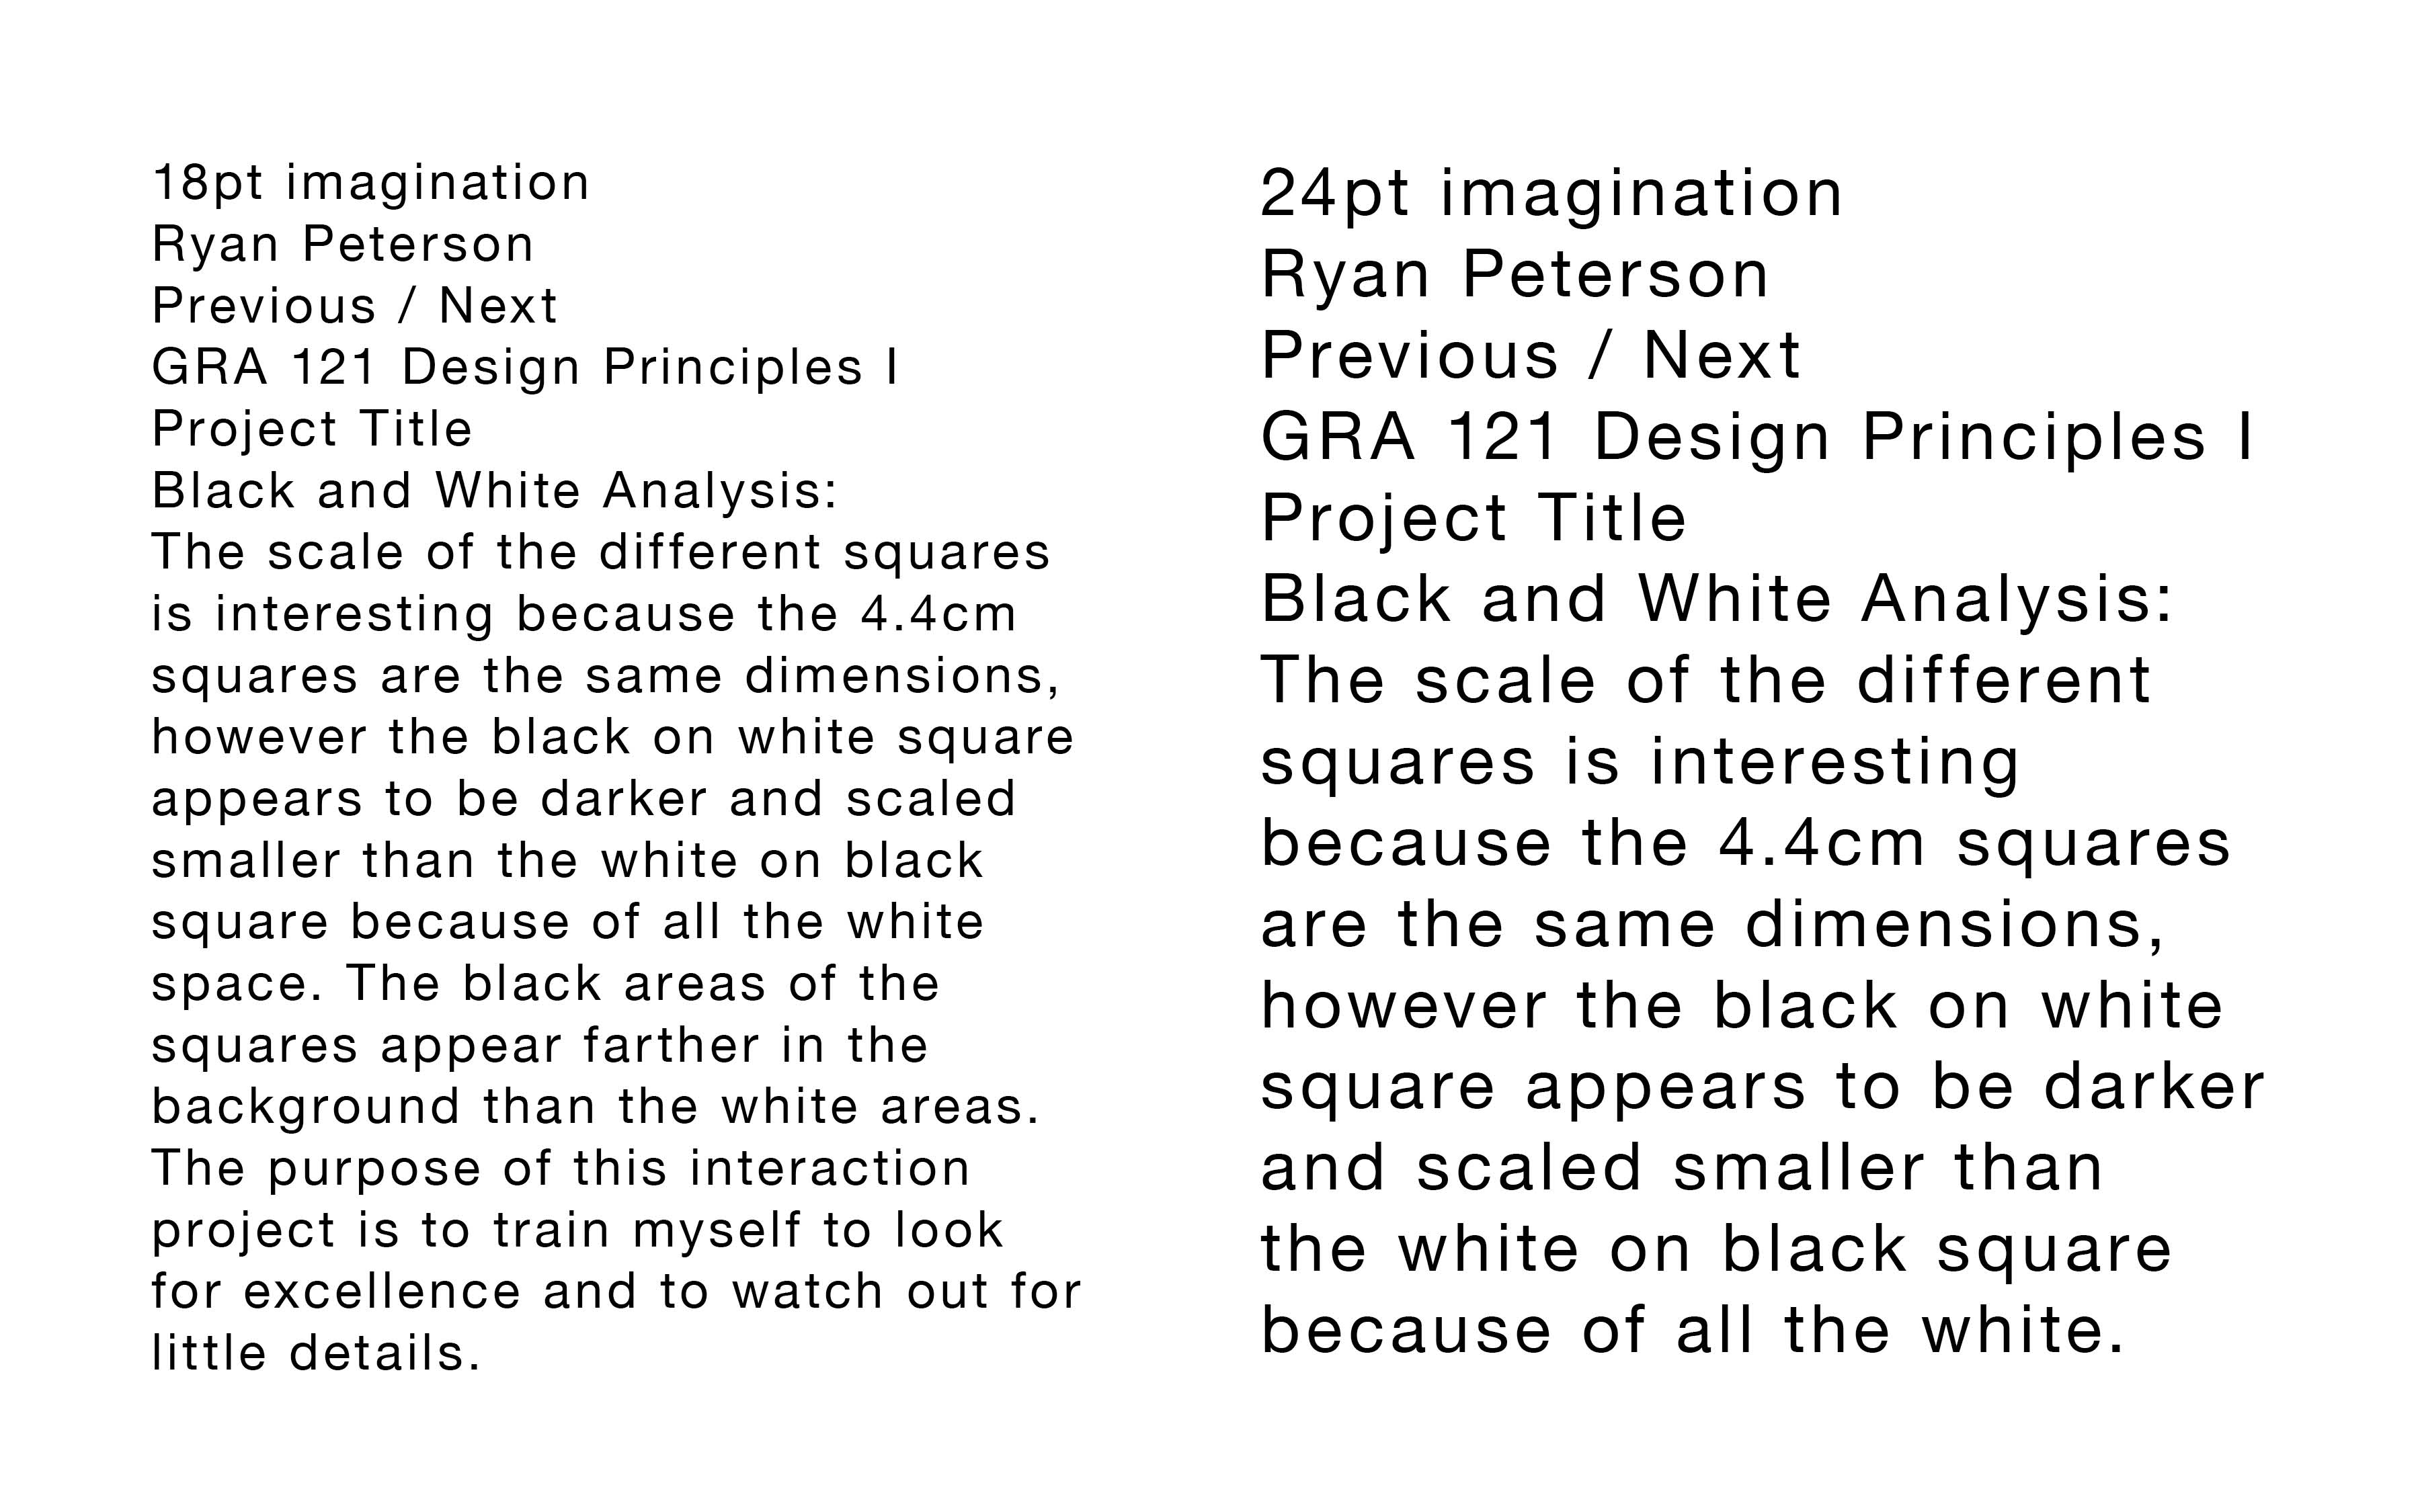 18pt imagination
Ryan Peterson
Previous / Next
GRA 121 Design Principles I
Project Title
Black and White Analysis:
The scale of the different squares
is interesting because the 4.4cm
squares are the same dimensions,
however the black on white square
appears to be darker and scaled
smaller than the white on black
square because of all the white
space. The black areas of the
squares appear farther in the
background than the white areas.
The purpose of this interaction
project is to train myself to look
for excellence and to watch out for
little details.
24pt imagination
Ryan Peterson
Previous / Next
GRA 121 Design Principles I
Project Title
Black and White Analysis:
The scale of the different
squares is interesting
because the 4.4cm squares
are the same dimensions,
however the black on white
square appears to be darker
and scaled smaller than
the white on black square
because of all the white.